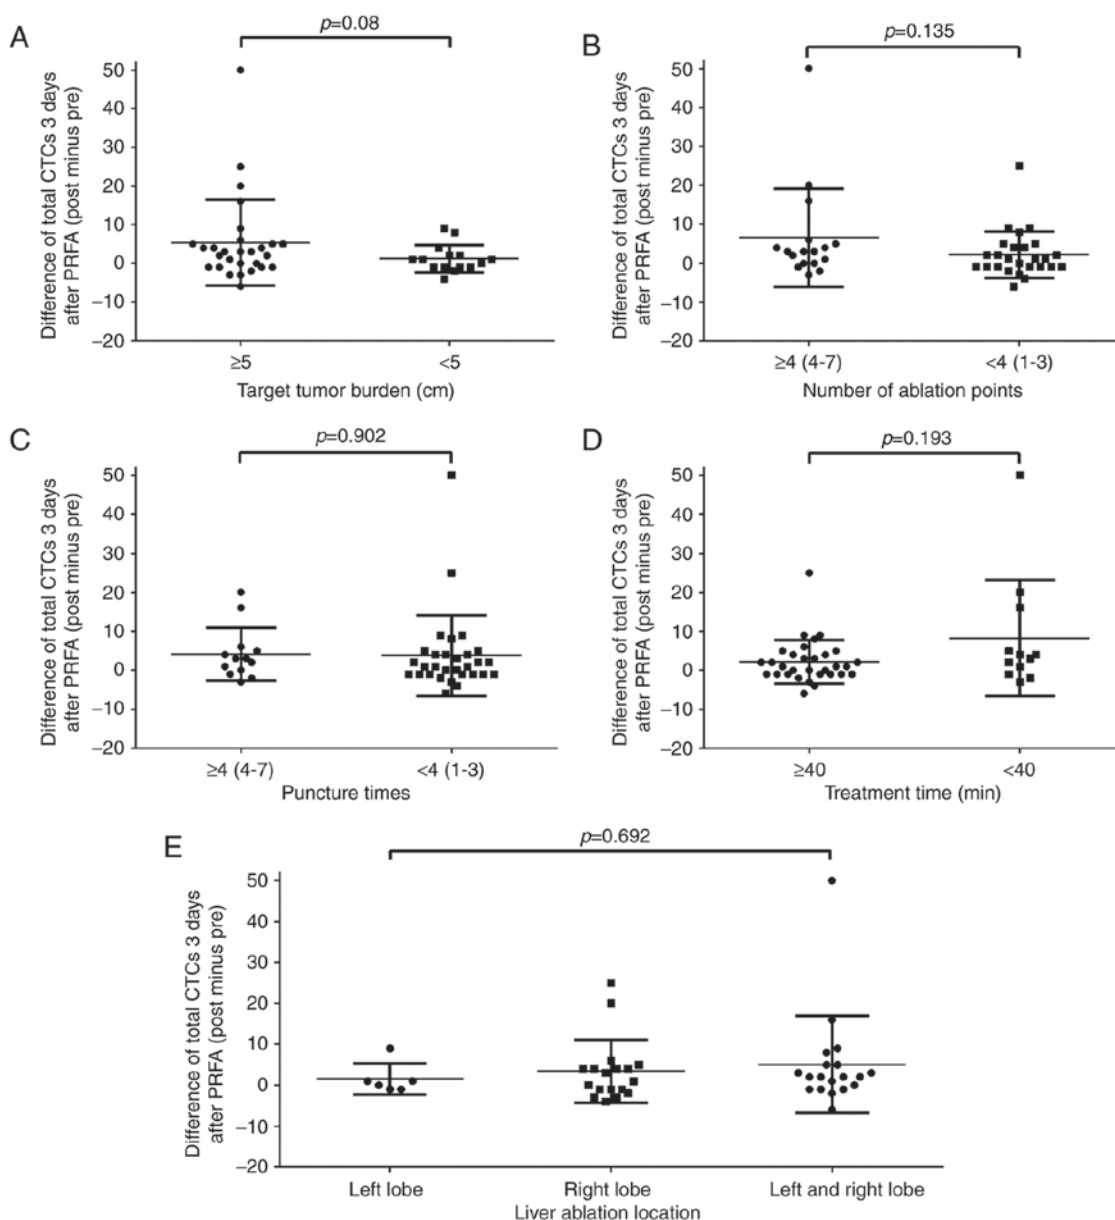 A
p=0.08
Difference of total CTCs 3 days
after PRFA (post minus pre)
50
40
30
20
10
0
−10
−20
≥5
<5
Target tumor burden (cm)
B
p=0.135
Difference of total CTCs 3 days
after PRFA (post minus pre)
50
40
30
20
10
0
−10
−20
≥4 (4-7)
<4 (1-3)
Number of ablation points
C
p=0.902
Difference of total CTCs 3 days
after PRFA (post minus pre)
50
40
30
20
10
0
−10
−20
≥4 (4-7)
<4 (1-3)
Puncture times
D
p=0.193
Difference of total CTCs 3 days
after PRFA (post minus pre)
50
40
30
20
10
0
−10
−20
≥40
<40
Treatment time (min)
E
p=0.692
Difference of total CTCs 3 days
after PRFA (post minus pre)
50
40
30
20
10
0
−10
−20
Left lobe
Right lobe
Left and right lobe
Liver ablation location